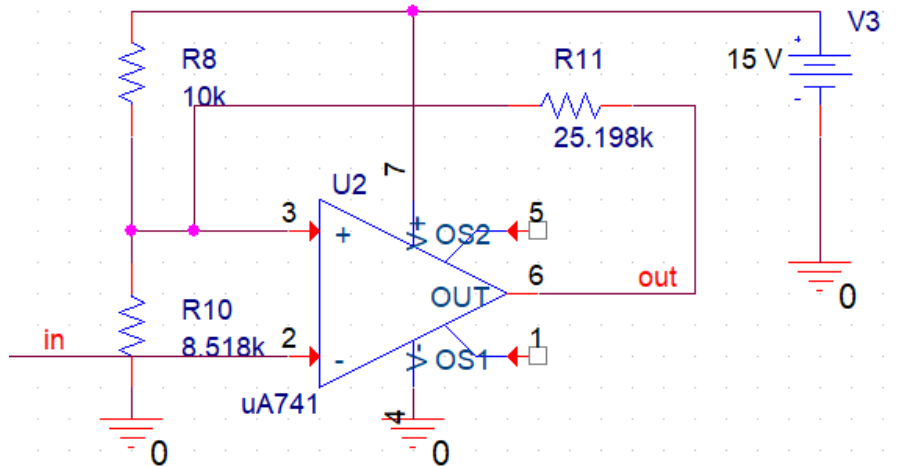 V3
R8
10k
15 V
+
-
R11
25.198k
7
U2
3
+
V+
OS2
5
6
OUT
out
0
R10
8.518k
in
2
-
V-
OS1
1
uA741
4
0
0